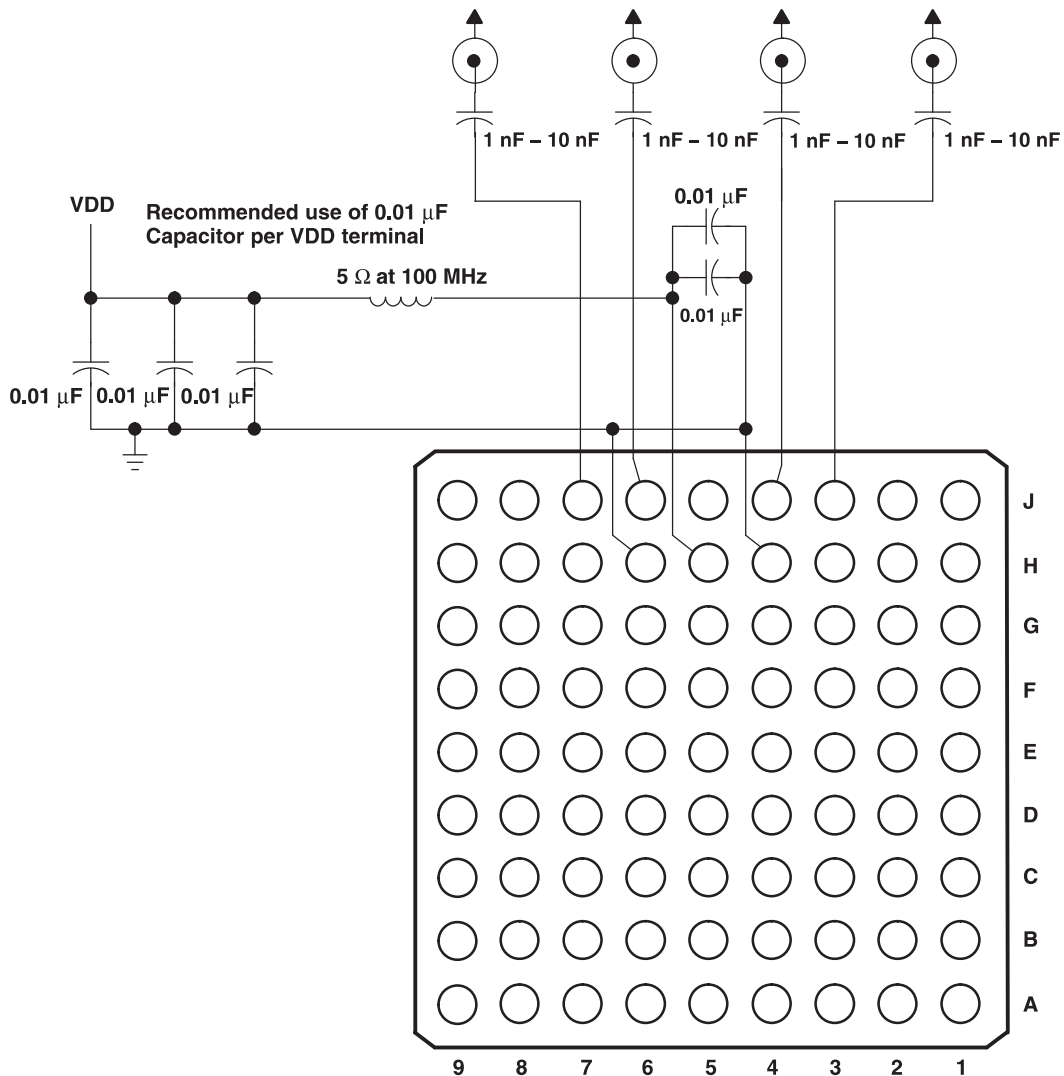 1 nF – 10 nF
1 nF – 10 nF
1 nF – 10 nF
1 nF – 10 nF
VDD
Recommended use of 0.01 μF
Capacitor per VDD terminal
0.01 μF
5 Ω at 100 MHz
0.01 μF
0.01 μF
0.01 μF
0.01 μF
J
H
G
F
E
D
C
B
A
9 8 7 6 5 4 3 2 1